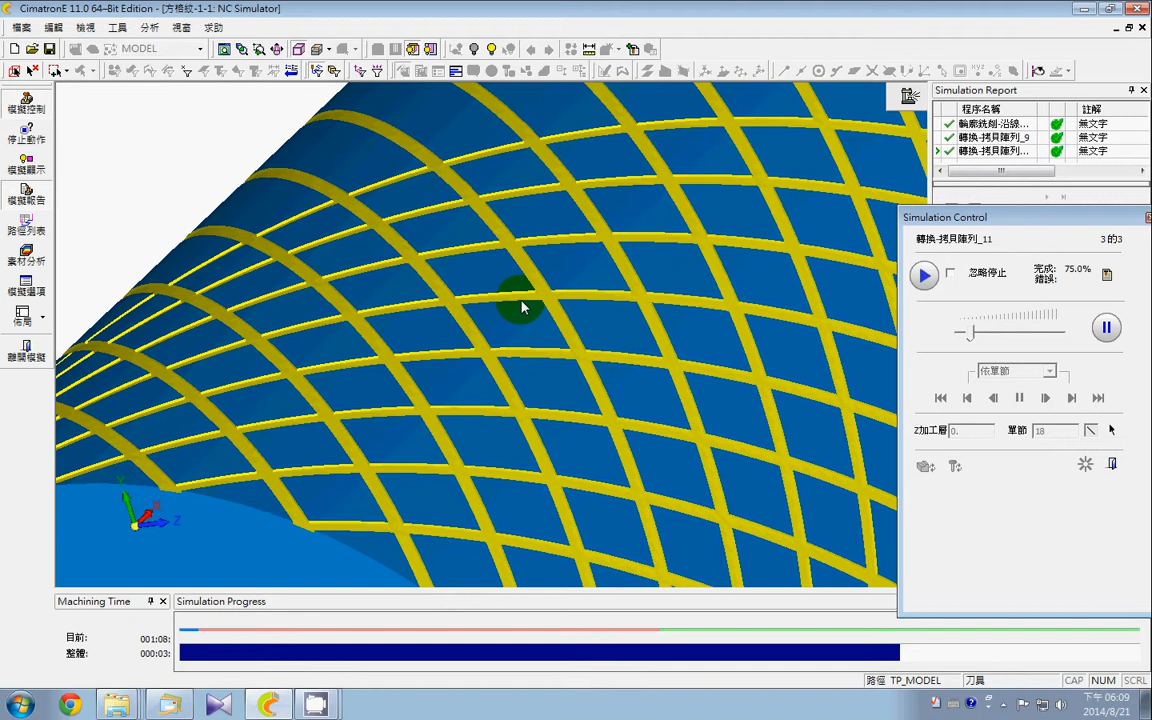 CimatronE 11.0 64–Bit Edition - [方格紋-1-1: NC Simulator]
檔案 編輯 檢視 工具 分析 視窗 求助
MODEL
模擬控制
停止動作
模擬顯示
模擬報告
路徑列表
素材分析
模擬選項
佈局
離開模擬
Y
X
Z
Simulation Report
程序名稱 註解
輪廓銑削-沿線... 無文字
轉換-拷貝陣列_9 無文字
轉換-拷貝陣列... 無文字
Simulation Control
轉換-拷貝陣列_11 3 的3
忽略停止 完成: 75.0%
錯誤:
依單節
Z加工層 0. 單節 18
Machining Time Simulation Progress
目前: 001:08:
整體: 000:03:
路徑 TP_MODEL 刀具 CAP NUM SCRL
下午 06:09
2014/8/21